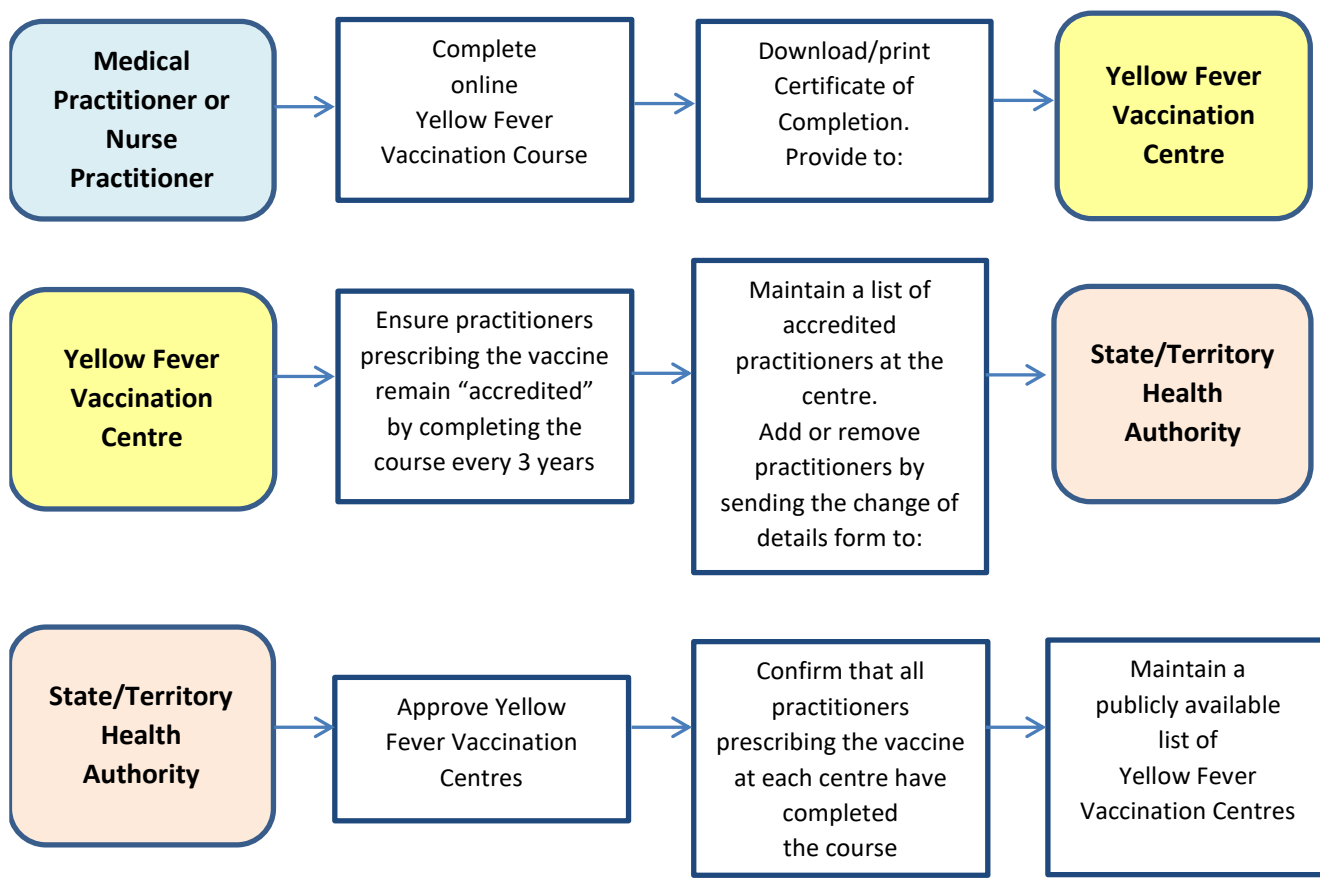 Medical
Practitioner or
Nurse
Practitioner
Complete
online
Yellow Fever
Vaccination Course
Download/print
Certificate of
Completion.
Provide to:
Yellow Fever
Vaccination
Centre
Yellow Fever
Vaccination
Centre
Ensure practitioners
prescribing the vaccine
remain “accredited”
by completing the
course every 3 years
Maintain a list of
accredited
practitioners at the
centre.
Add or remove
practitioners by
sending the change of
details form to:
State/Territory
Health
Authority
State/Territory
Health
Authority
Approve Yellow
Fever Vaccination
Centres
Confirm that all
practitioners
prescribing the vaccine
at each centre have
completed
the course
Maintain a
publicly available
list of
Yellow Fever
Vaccination Centres